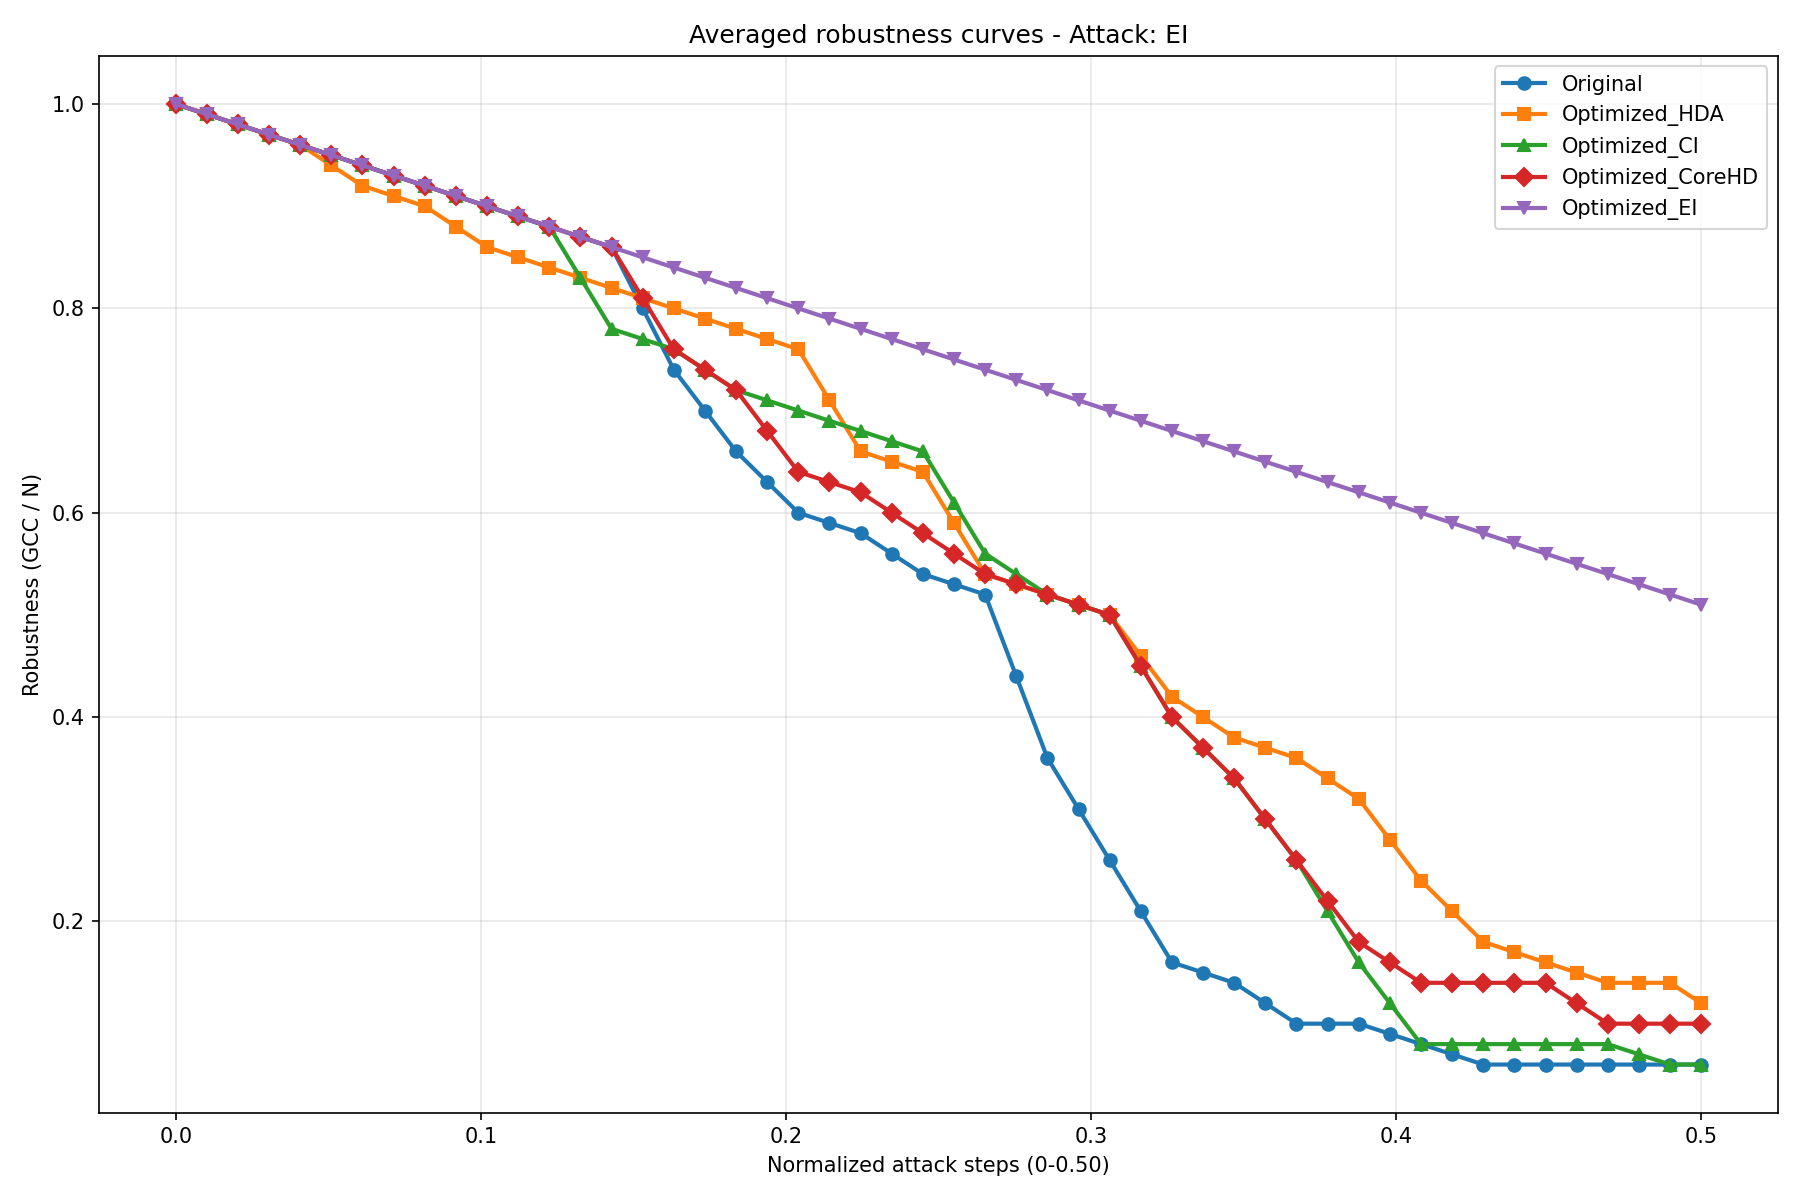 Averaged robustness curves - Attack: EI
Original
Optimized_HDA
Optimized_CI
Optimized_CoreHD
Optimized_EI
Robustness (GCC / N)
1.0
0.8
0.6
0.4
0.2
0.0
0.1
0.2
0.3
0.4
0.5
Normalized attack steps (0-0.50)